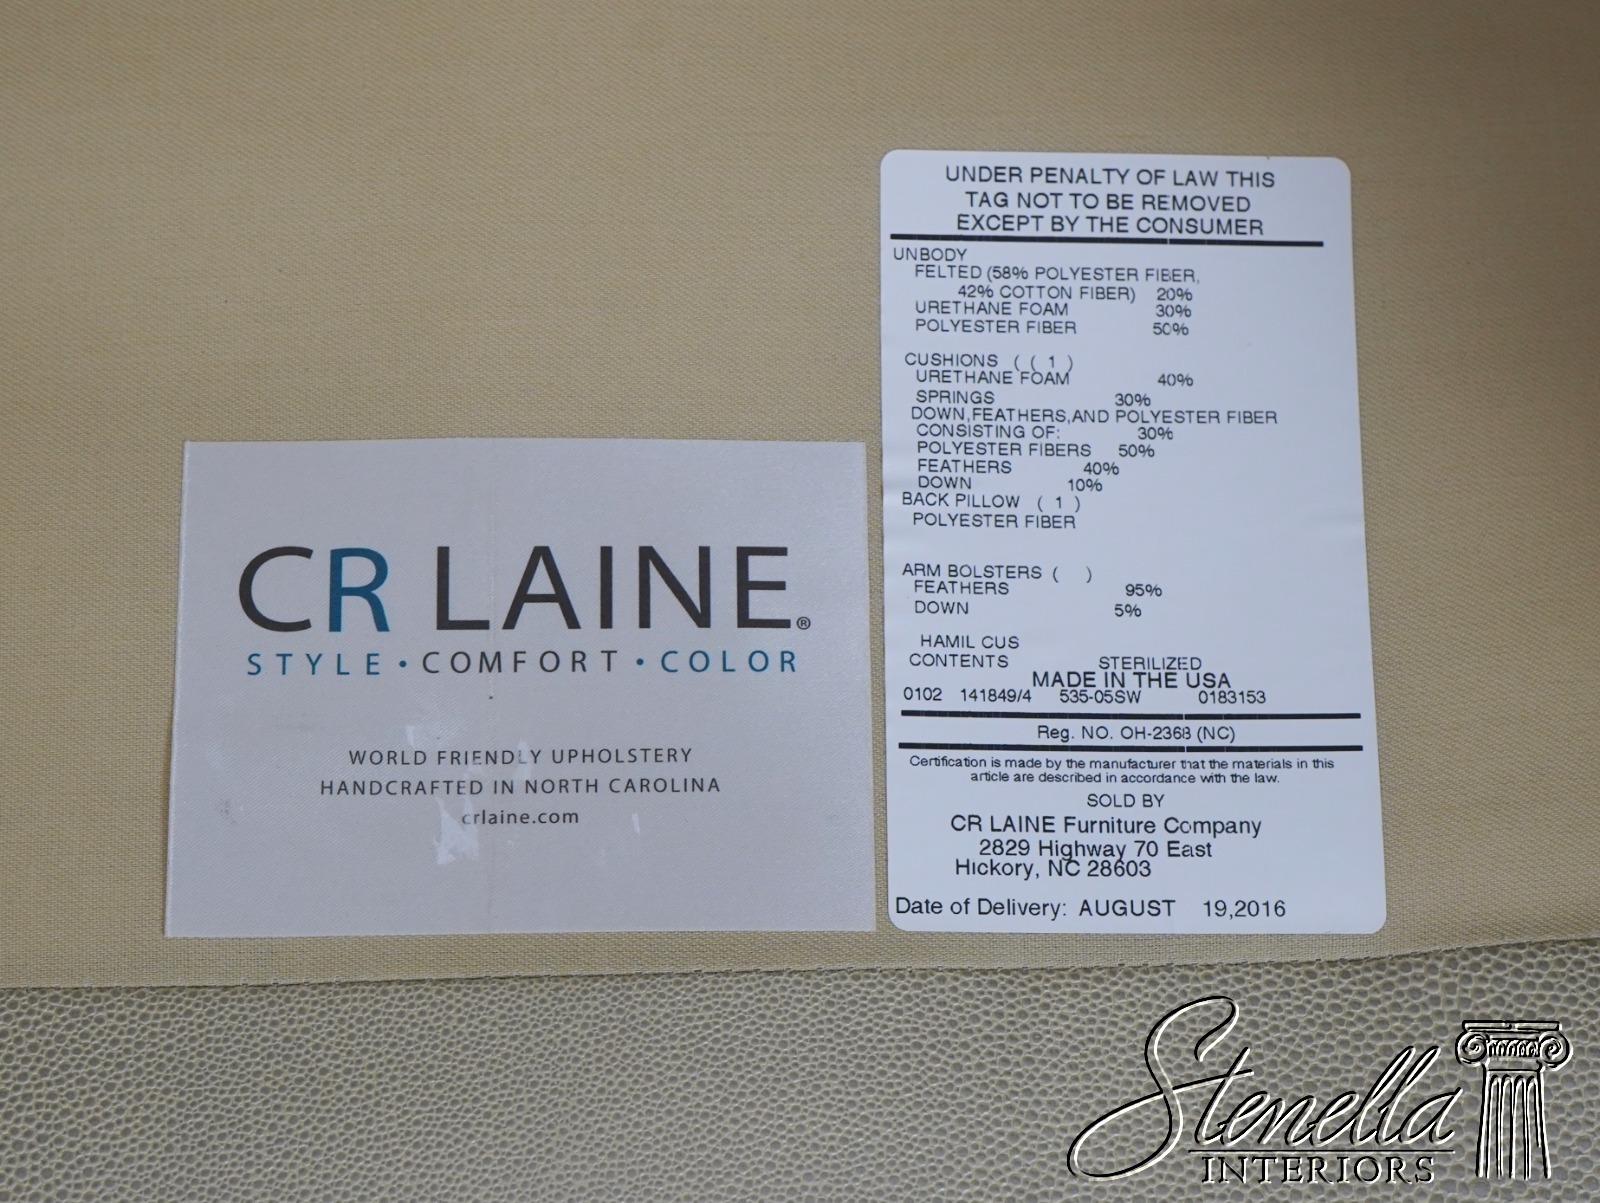 CR LAINE®
STYLE • COMFORT • COLOR
WORLD FRIENDLY UPHOLSTERY
HANDCRAFTED IN NORTH CAROLINA
crlaine.com
UNDER PENALTY OF LAW THIS
TAG NOT TO BE REMOVED
EXCEPT BY THE CONSUMER
UNBODY
FELTED (58% POLYESTER FIBER,
42% COTTON FIBER) 20%
URETHANE FOAM 30%
POLYESTER FIBER 50%
CUSHIONS ( ( 1 )
URETHANE FOAM 40%
SPRINGS 30%
DOWN,FEATHERS,AND POLYESTER FIBER
CONSISTING OF: 30%
POLYESTER FIBERS 50%
FEATHERS 40%
DOWN 10%
BACK PILLOW ( 1 )
POLYESTER FIBER
ARM BOLSTERS ( )
FEATHERS 95%
DOWN 5%
HAMIL CUS
CONTENTS STERILIZED
MADE IN THE USA
0102 141849/4 535-05SW 0183153
Reg. NO. OH-2368 (NC)
Certification is made by the manufacturer that the materials in this
article are described in accordance with the law.
SOLD BY
CR LAINE Furniture Company
2829 Highway 70 East
Hickory, NC 28603
Date of Delivery: AUGUST 19,2016
Stenella
INTERIORS